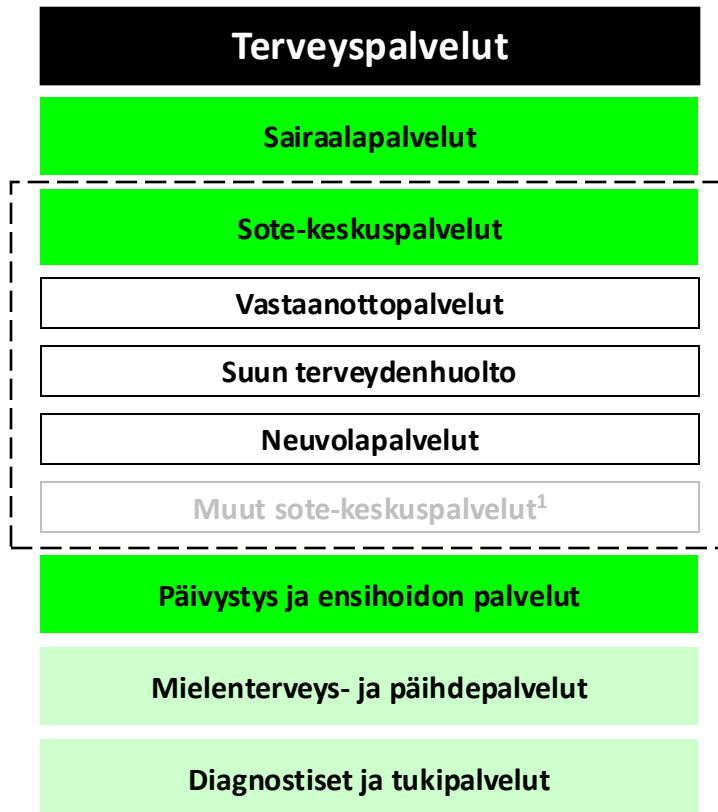 Terveyspalvelut
Sairaalapalvelut
Sote-keskuspalvelut
Vastaanottopalvelut
Suun terveydenhuolto
Neuvolapalvelut
Muut sote-keskuspalvelut¹
Päivystys ja ensihoidon palvelut
Mielenterveys- ja päihdepalvelut
Diagnostiset ja tukipalvelut